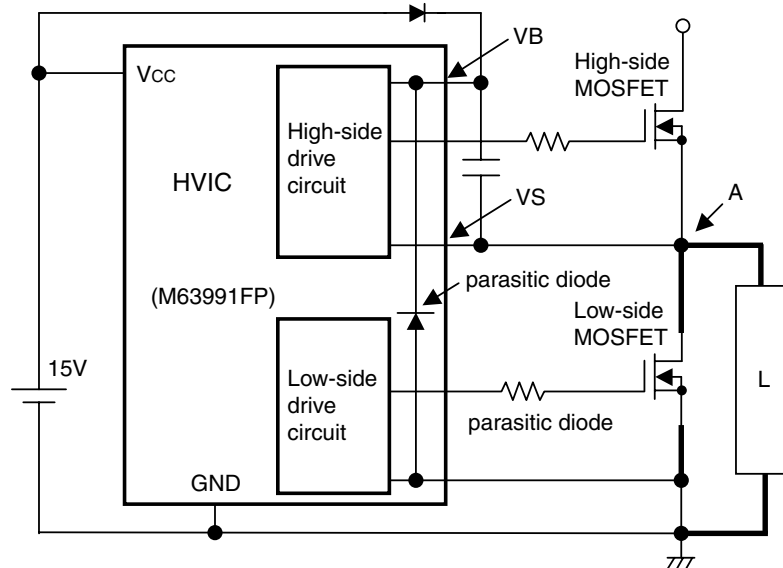 VB
VCC
High-side
MOSFET
High-side
drive
circuit
HVIC
VS
A
(M63991FP)
parasitic diode
Low-side
MOSFET
15V
Low-side
drive
circuit
L
parasitic diode
GND